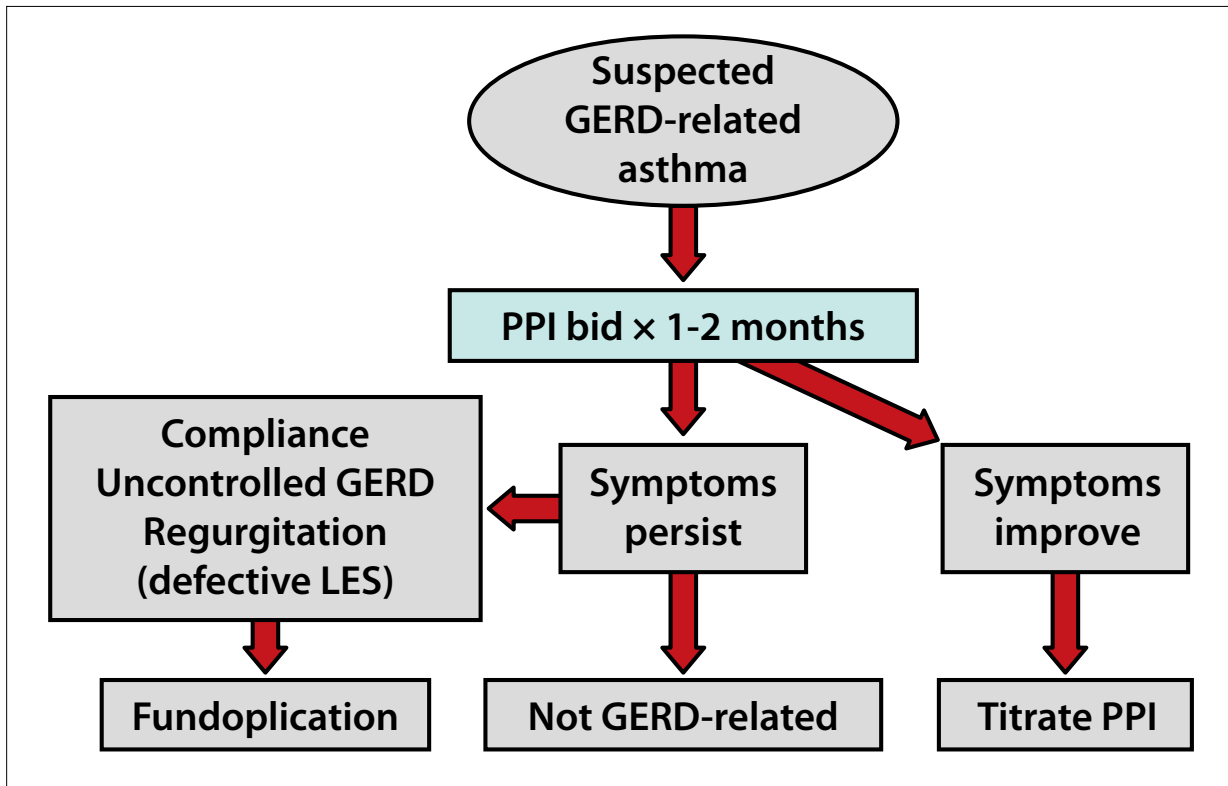 Suspected
GERD-related
asthma
PPI bid × 1-2 months
Compliance
Uncontrolled GERD
Regurgitation
(defective LES)
Symptoms
persist
Symptoms
improve
Fundoplication
Not GERD-related
Titrate PPI